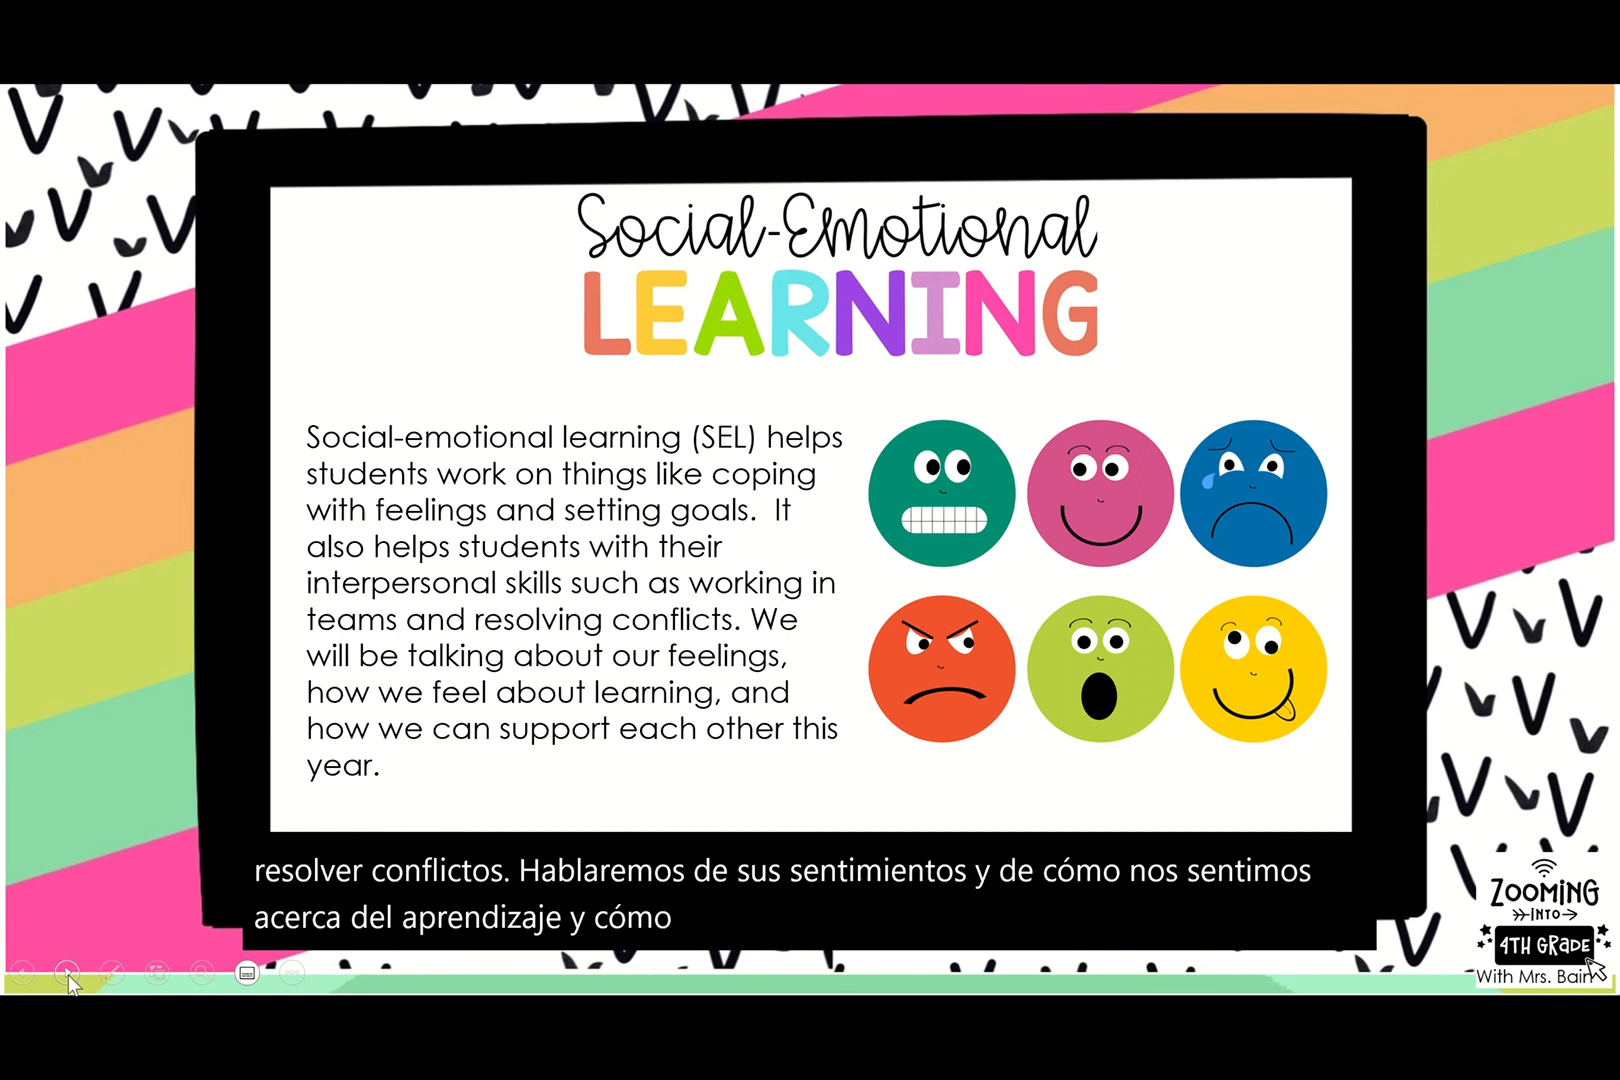 Social-Emotional
LEARNING
Social-emotional learning (SEL) helps
students work on things like coping
with feelings and setting goals.  It
also helps students with their
interpersonal skills such as working in
teams and resolving conflicts. We
will be talking about our feelings,
how we feel about learning, and
how we can support each other this
year.
resolver conflictos. Hablaremos de sus sentimientos y de cómo nos sentimos
acerca del aprendizaje y cómo
ZOOMING
INTO
4TH GRADE
With Mrs. Bain